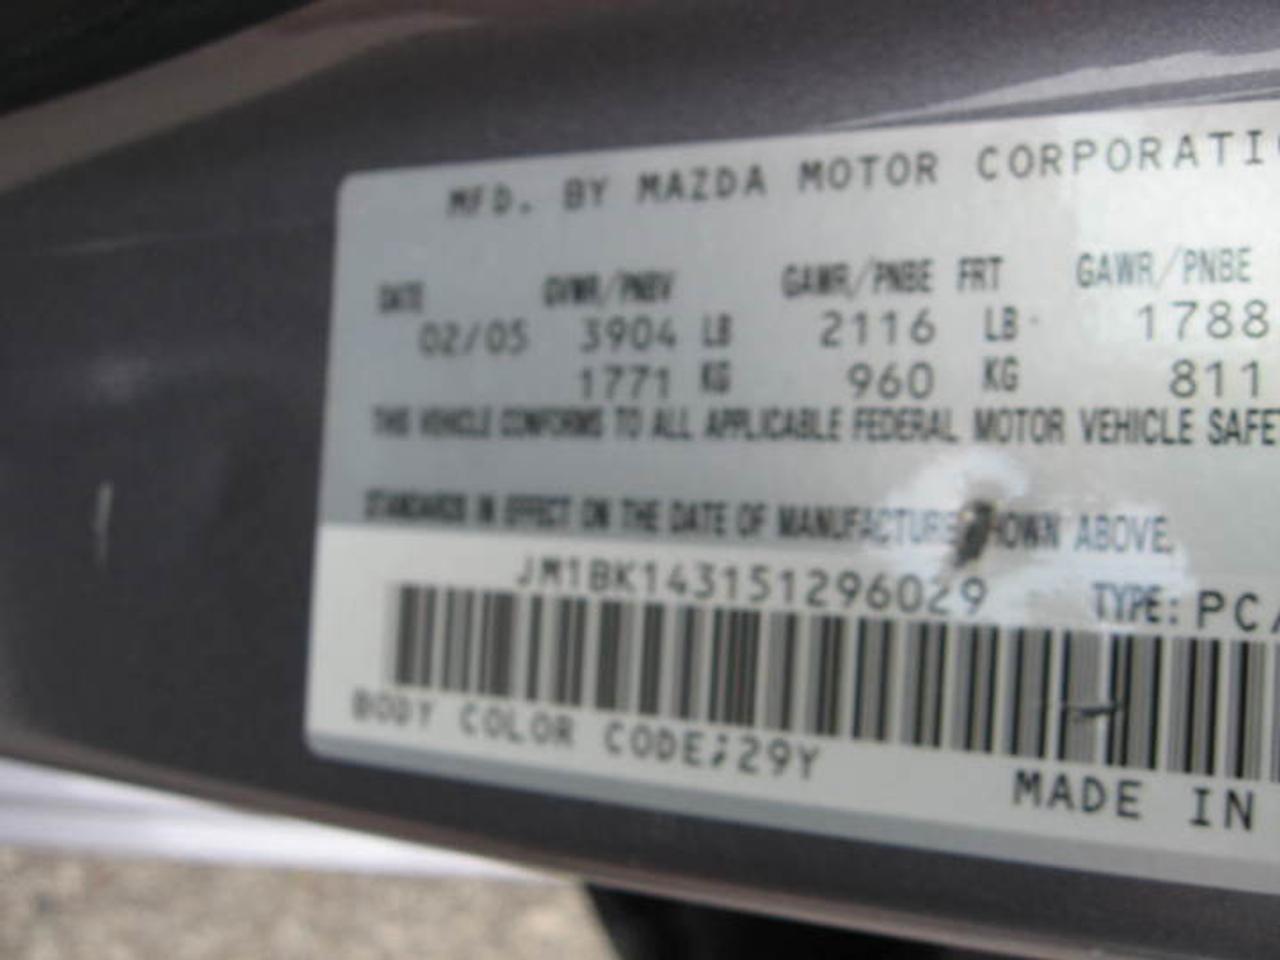 MFD. BY MAZDA MOTOR CORPORATIO
DATE GVWR/PNBV GAWR/PNBE FRT GAWR/PNBE
02/05 3904 LB 2116 LB 1788
1771 KG 960 KG 811
THIS VEHICLE CONFORMS TO ALL APPLICABLE FEDERAL MOTOR VEHICLE SAFE
STANDARDS IN EFFECT ON THE DATE OF MANUFACTURE HOWN ABOVE.
JM1BK143151296029 TYPE: PC/
BODY COLOR CODE:29Y
MADE IN